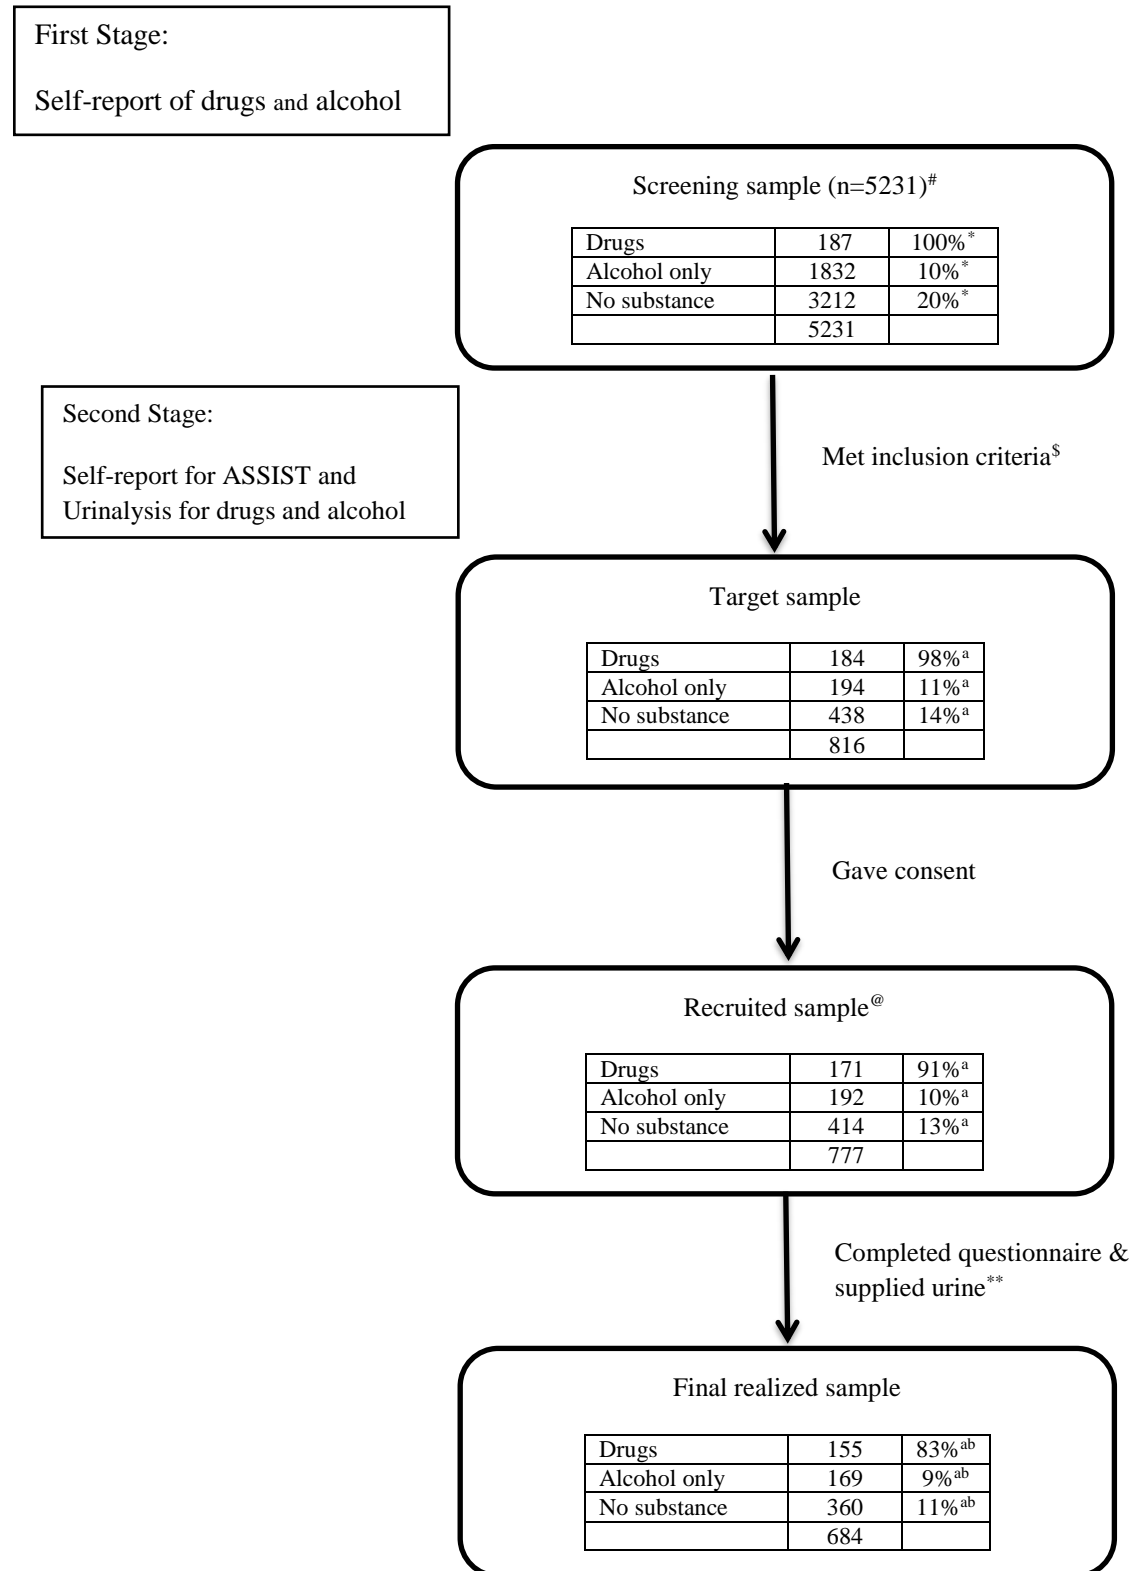 First Stage:
Self-report of drugs and alcohol
Screening sample (n=5231)#
Drugs 187 100%*
Alcohol only 1832 10%*
No substance 3212 20%*
5231
Second Stage:
Self-report for ASSIST and
Urinalysis for drugs and alcohol
Met inclusion criteria$
Target sample
Drugs 184 98%a
Alcohol only 194 11%a
No substance 438 14%a
816
Gave consent
Recruited sample@
Drugs 171 91%a
Alcohol only 192 10%a
No substance 414 13%a
777
Completed questionnaire &
supplied urine**
Final realized sample
Drugs 155 83%ab
Alcohol only 169 9%ab
No substance 360 11%ab
684